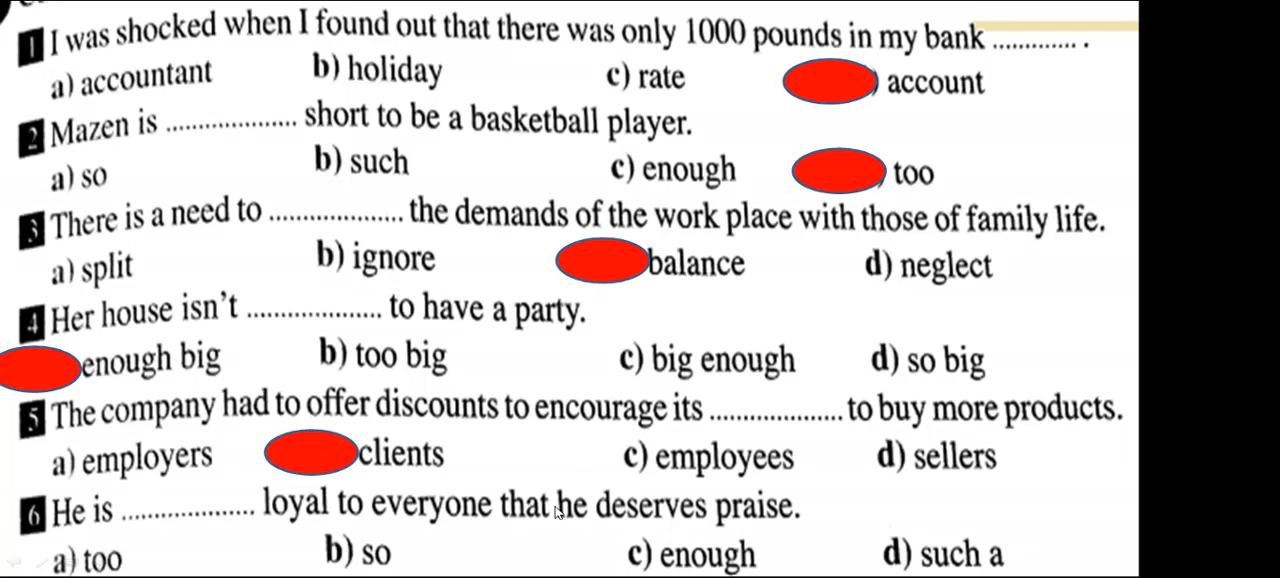 1 I was shocked when I found out that there was only 1000 pounds in my bank ............. .
a) accountant b) holiday c) rate ) account
2 Mazen is ................... short to be a basketball player.
a) so b) such c) enough too
3 There is a need to .................... the demands of the work place with those of family life.
a) split b) ignore balance d) neglect
4 Her house isn't .................... to have a party.
enough big b) too big c) big enough d) so big
5 The company had to offer discounts to encourage its .................... to buy more products.
a) employers clients c) employees d) sellers
6 He is .................... loyal to everyone that he deserves praise.
a) too b) so c) enough d) such a